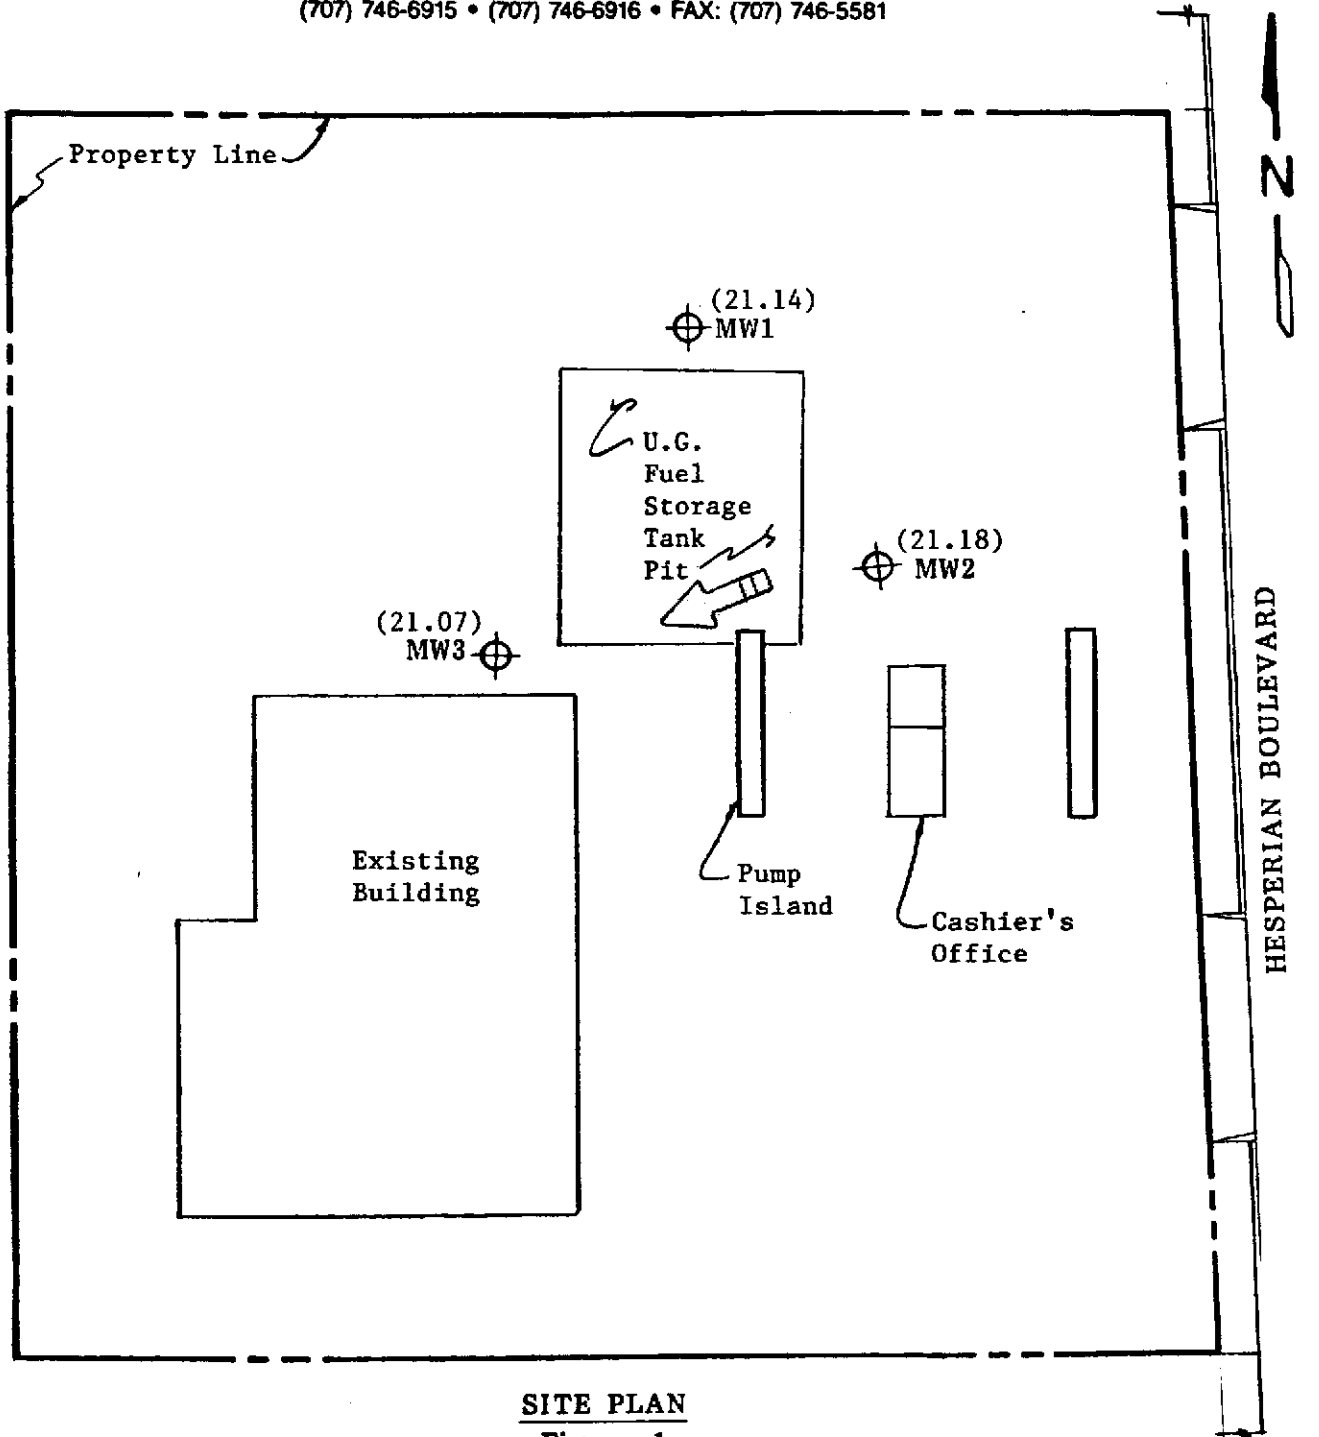 (707) 746-6915 • (707) 746-6916 • FAX: (707) 746-5581
Property Line
N
(21.14)
MW1
U.G.
Fuel
Storage
Tank
Pit
(21.18)
MW2
(21.07)
MW3
Existing
Building
Pump
Island
Cashier's
Office
HESPERIAN BOULEVARD
SITE PLAN